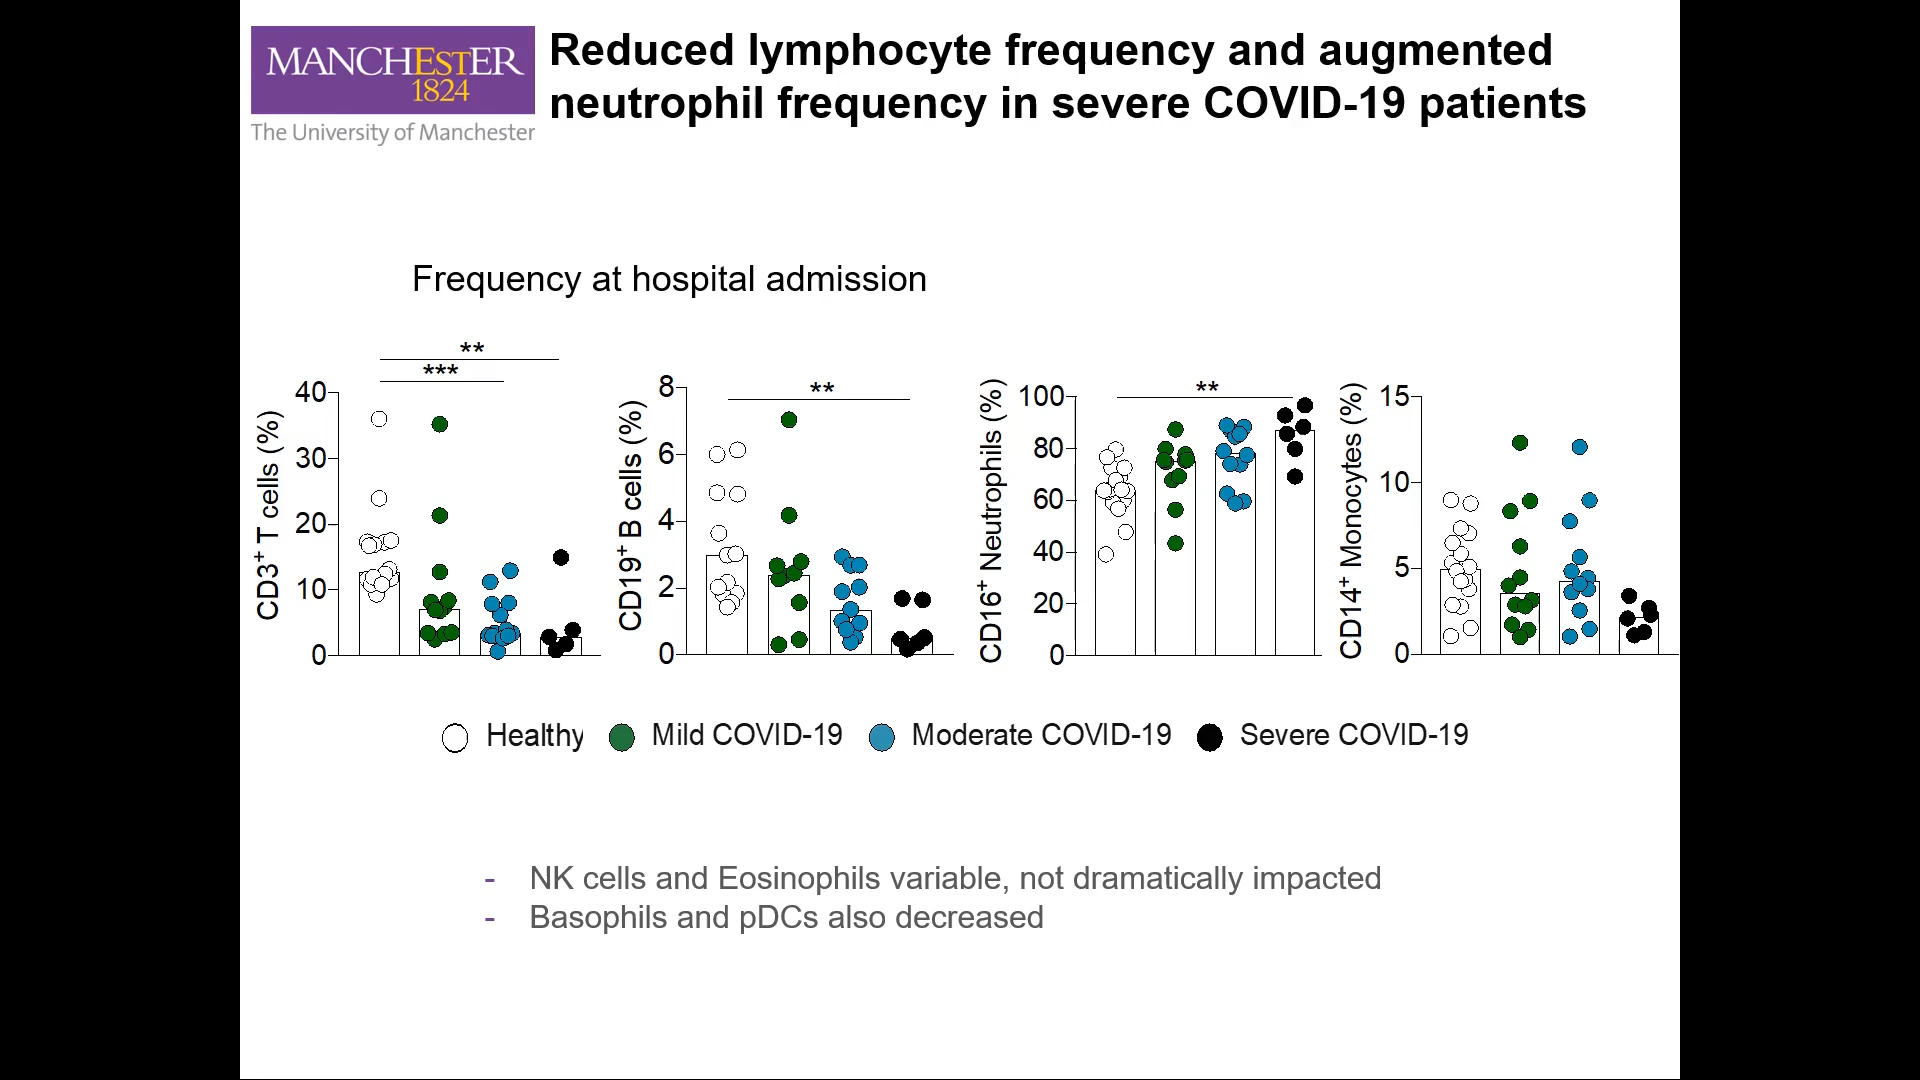 MANCHESTER
1824
The University of Manchester
Reduced lymphocyte frequency and augmented
neutrophil frequency in severe COVID-19 patients
Frequency at hospital admission
**
***
CD3+ T cells (%)
40
30
20
10
0
**
CD19+ B cells (%)
8
6
4
2
0
**
CD16+ Neutrophils (%)
100
80
60
40
20
0
CD14+ Monocytes (%)
15
10
5
0
Healthy
Mild COVID-19
Moderate COVID-19
Severe COVID-19
- NK cells and Eosinophils variable, not dramatically impacted
- Basophils and pDCs also decreased